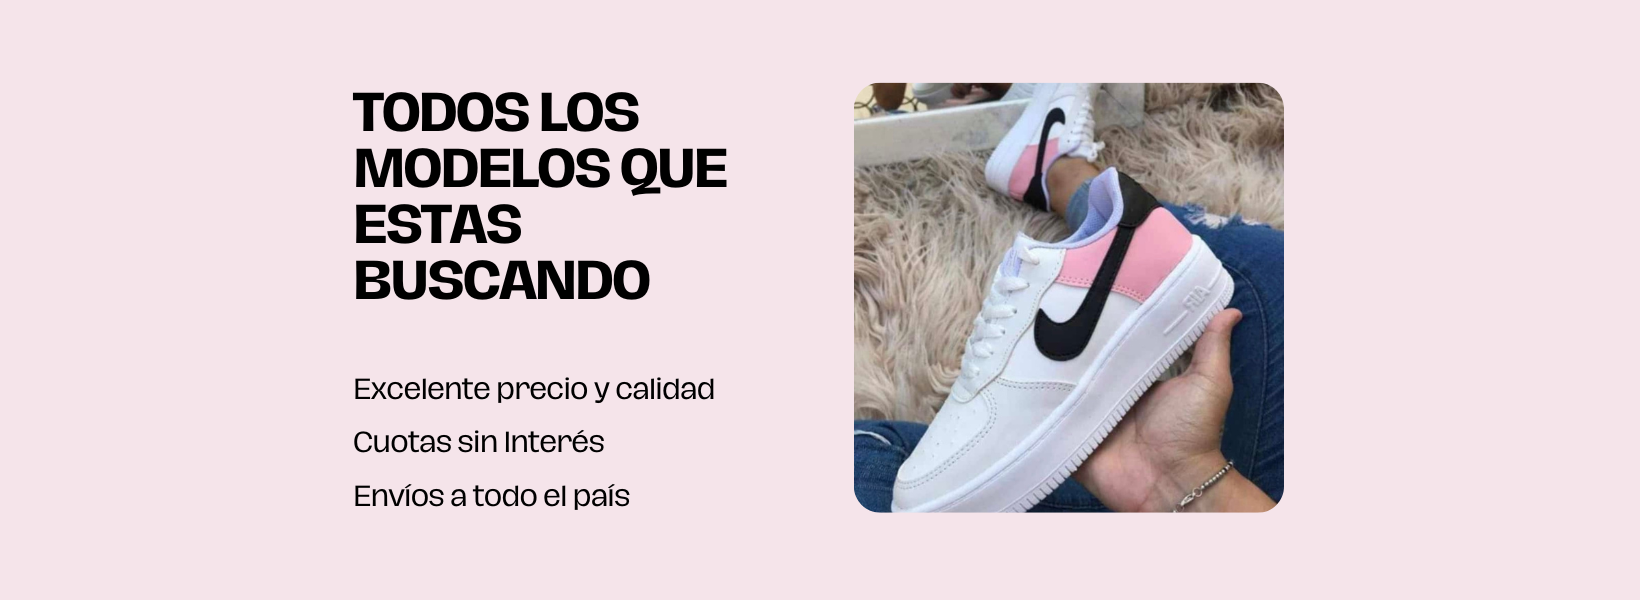 TODOS LOS
MODELOS QUE
ESTAS
BUSCANDO
Excelente precio y calidad
Cuotas sin Interés
Envíos a todo el país